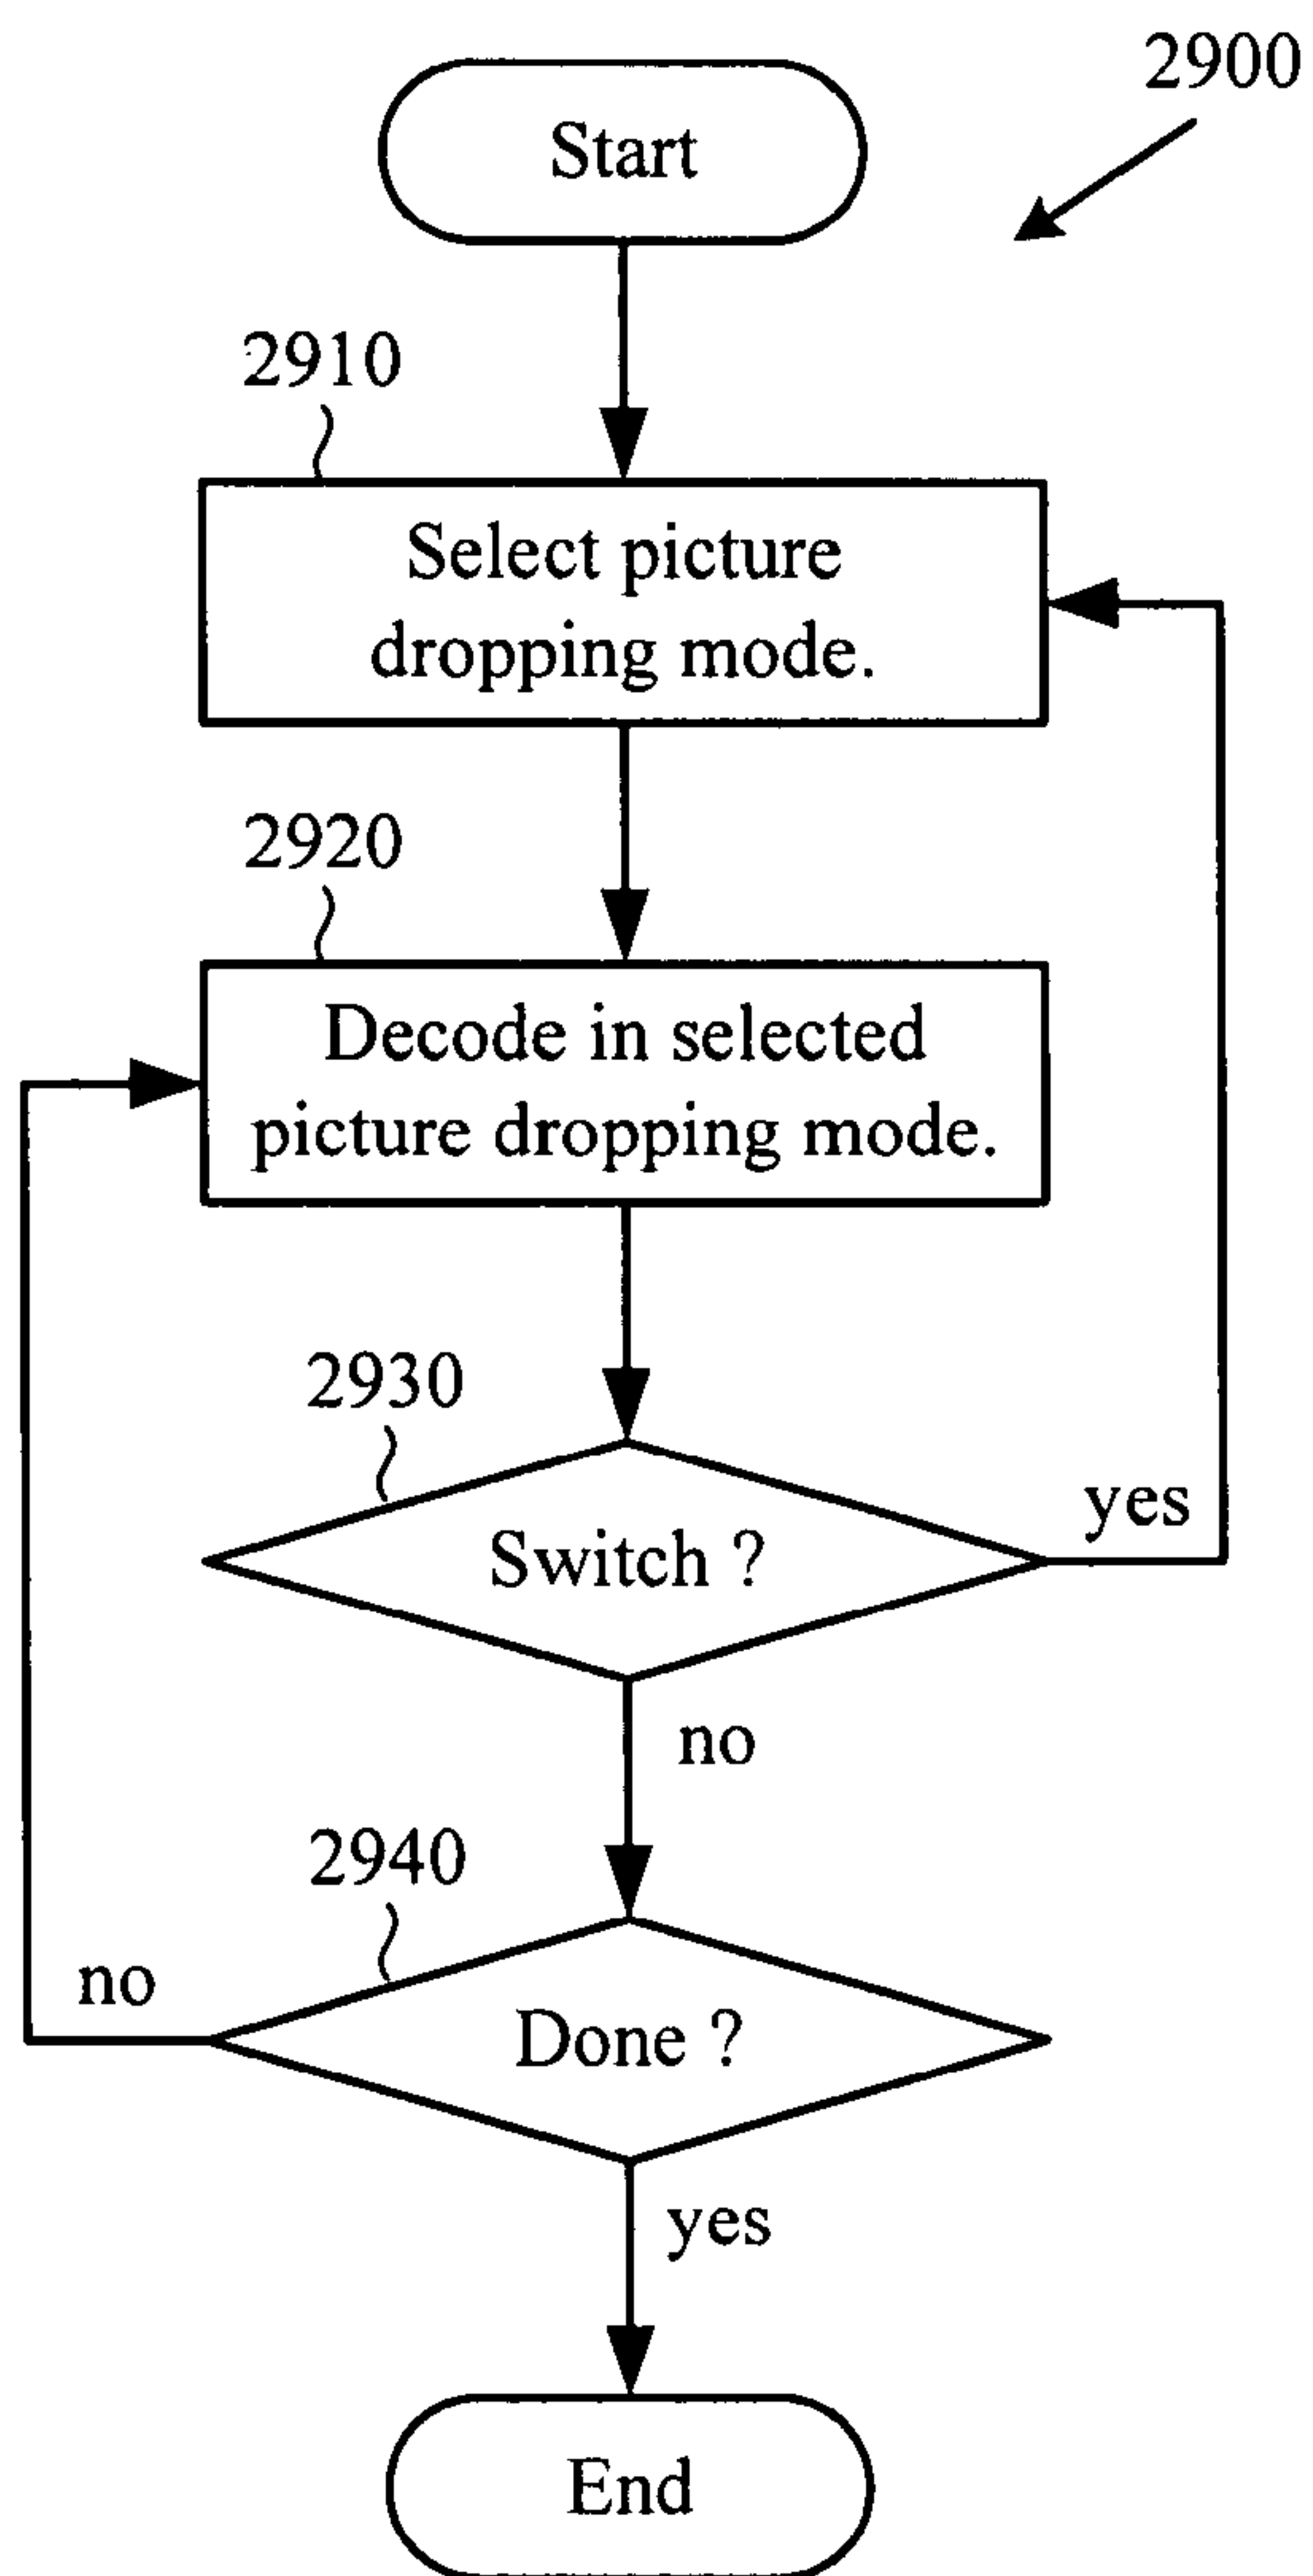 2900
Start
2910
Select picture
dropping mode.
2920
Decode in selected
picture dropping mode.
2930
Switch ?
yes
no
2940
no
Done ?
yes
End